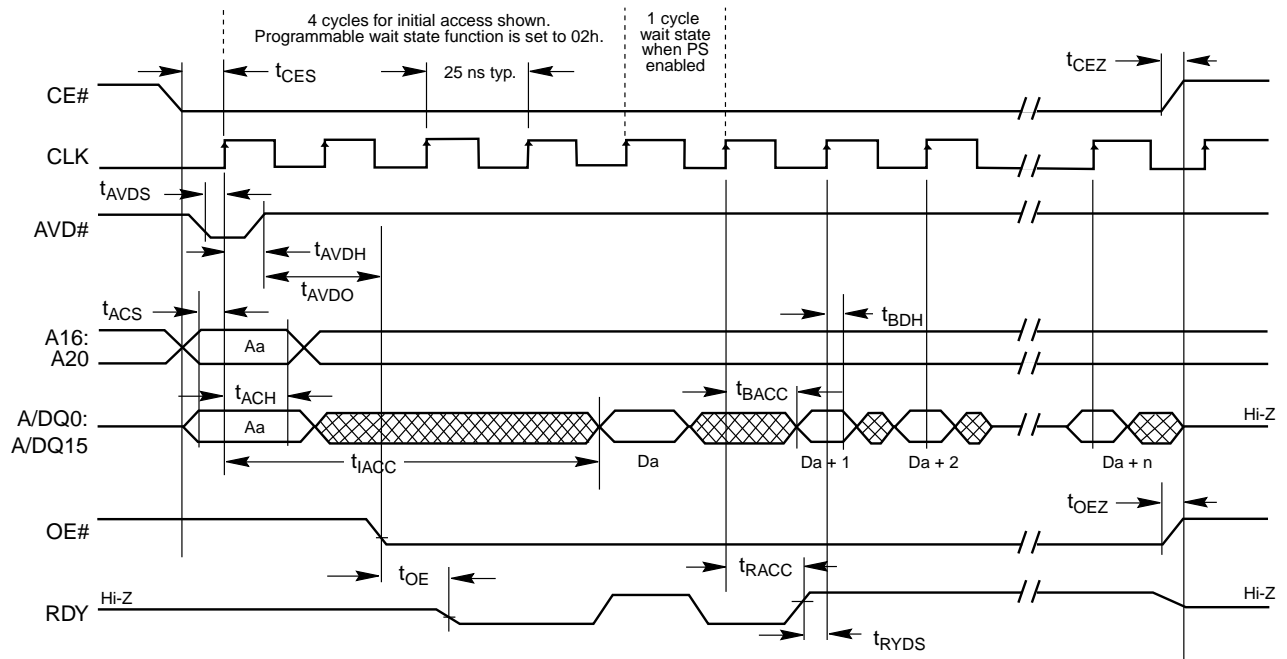 4 cycles for initial access shown.
Programmable wait state function is set to 02h.
1 cycle
wait state
when PS
enabled
tCES
25 ns typ.
tCEZ
CE#
CLK
tAVDS
AVD#
tAVDH
tAVDO
tACS
tBDH
A16:
A20
Aa
tACH
tBACC
A/DQ0:
A/DQ15
Aa
Hi-Z
tIACC
Da
Da + 1
Da + 2
Da + n
tOEZ
OE#
tOE
tRACC
Hi-Z
Hi-Z
RDY
tRYDS